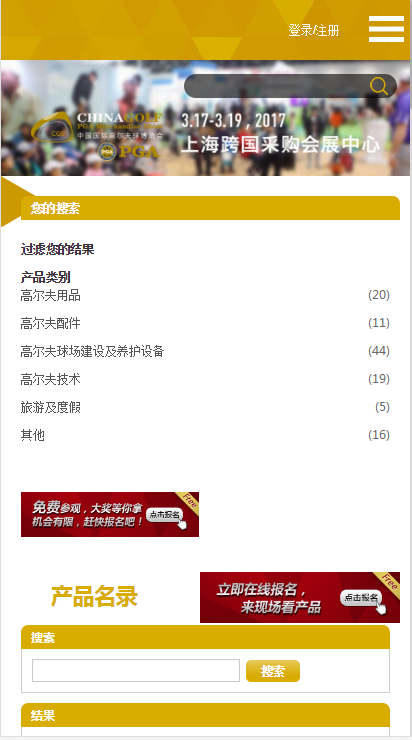 登录/注册
CHINAGOLF
3.17-3.19 , 2017
中国国际高尔夫球博览会
上海跨国采购会展中心
PGA
您的搜索
过滤您的结果
产品类别
高尔夫用品 (20)
高尔夫配件 (11)
高尔夫球场建设及养护设备 (44)
高尔夫技术 (19)
旅游及度假 (5)
其他 (16)
免费参观，大奖等你拿
机会有限，赶快报名吧！
点击报名
Free
产品名录
立即在线报名，
来现场看产品
点击报名
Free
搜索
搜索
结果